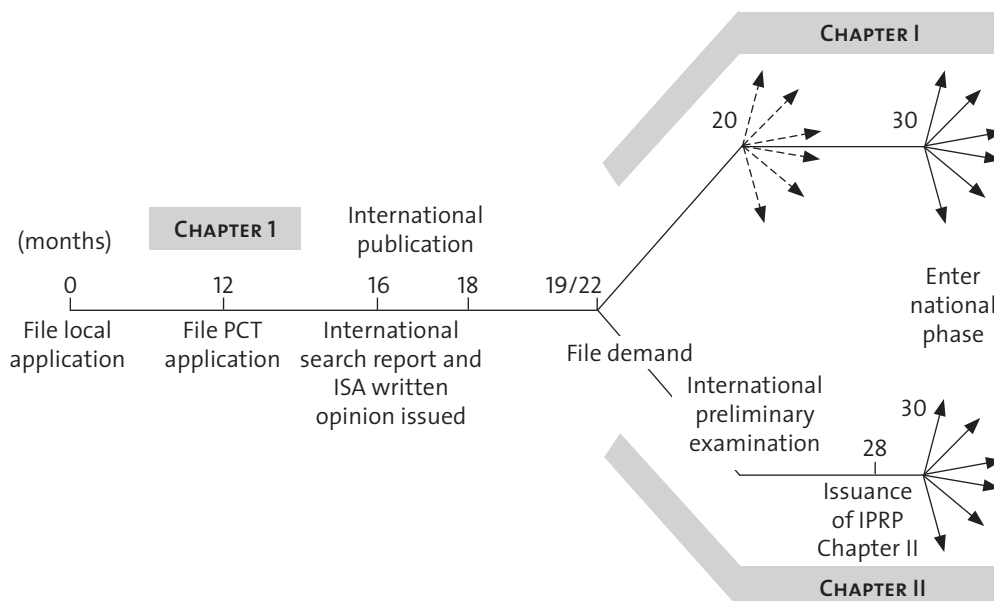 CHAPTER I
20
30
(months)
CHAPTER 1
International
publication
0
12
16
18
19/22
File local
application
File PCT
application
International
search report and
ISA written
opinion issued
File demand
Enter
national
phase
International
preliminary
examination
28
30
Issuance
of IPRP
Chapter II
CHAPTER II